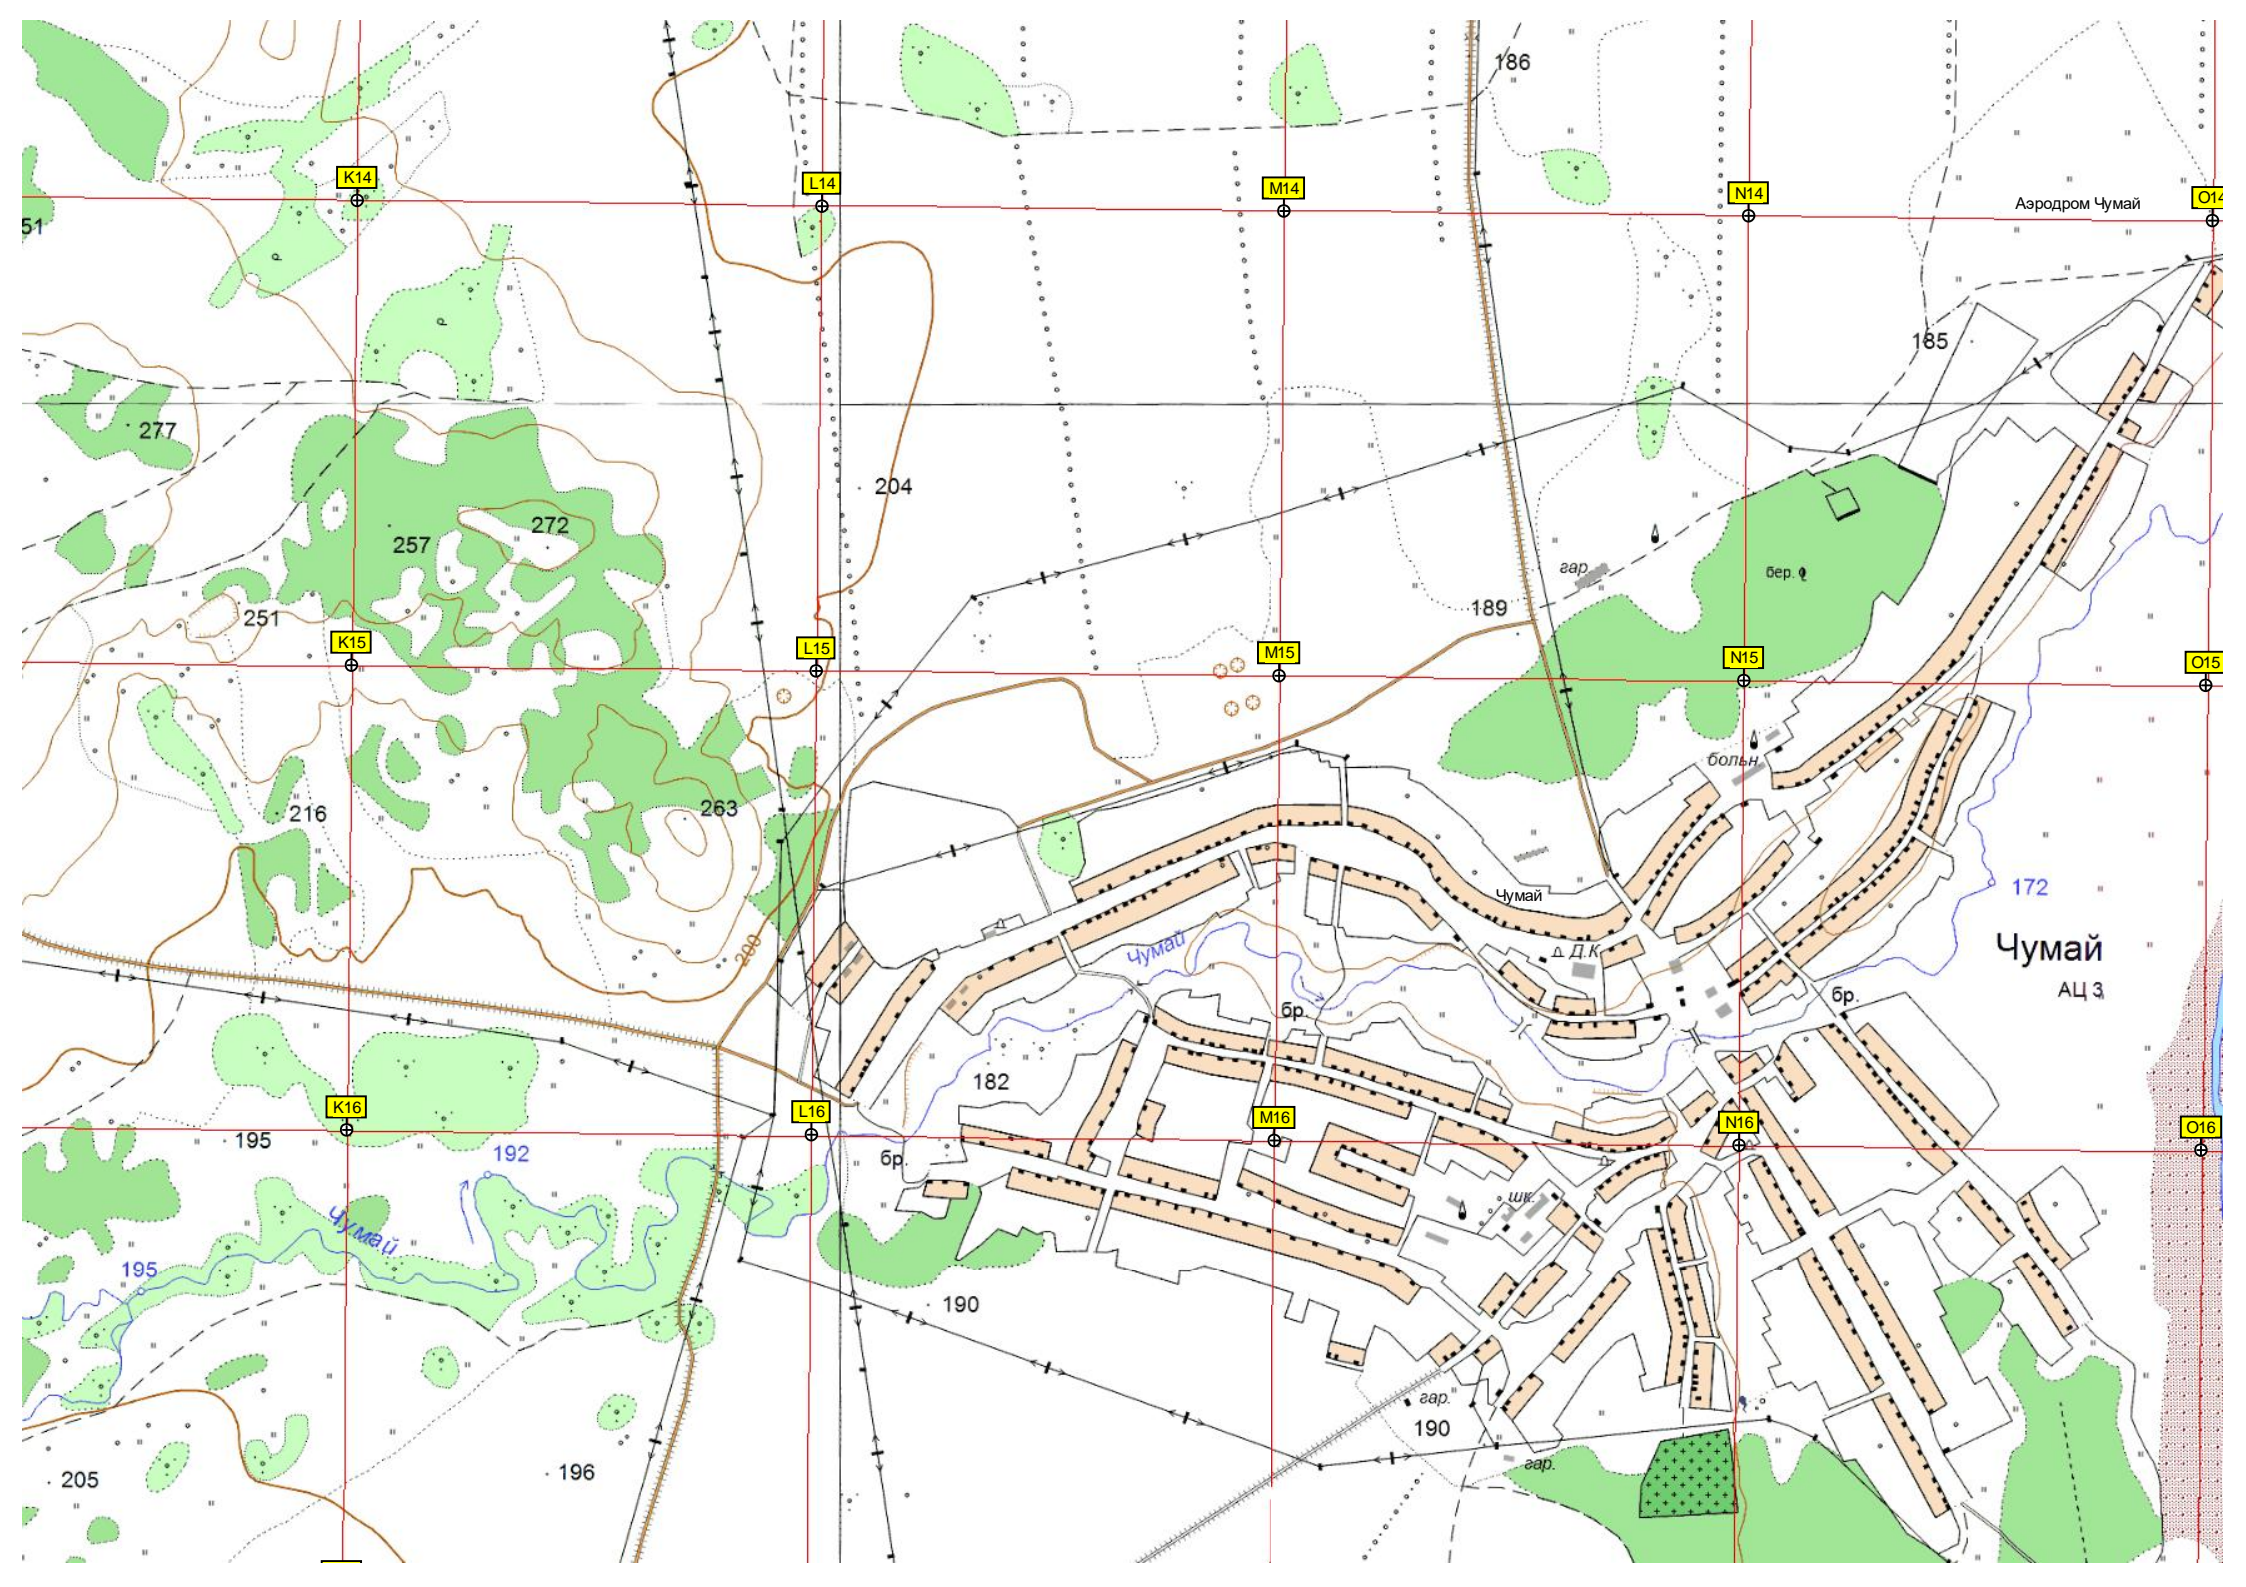 186
K14
L14
M14
N14
O14
Аэродром Чумай
51
185
277
204
272
257
гар.
бер.
251
189
K15
L15
M15
N15
O15
больн.
263
216
172
Чумай
200
Чумай
Д.К.
Чумай
АЦ 3
бр.
бр.
182
K16
L16
M16
N16
O16
195
192
бр.
шк.
Чумай
195
190
гар.
190
гар.
196
205